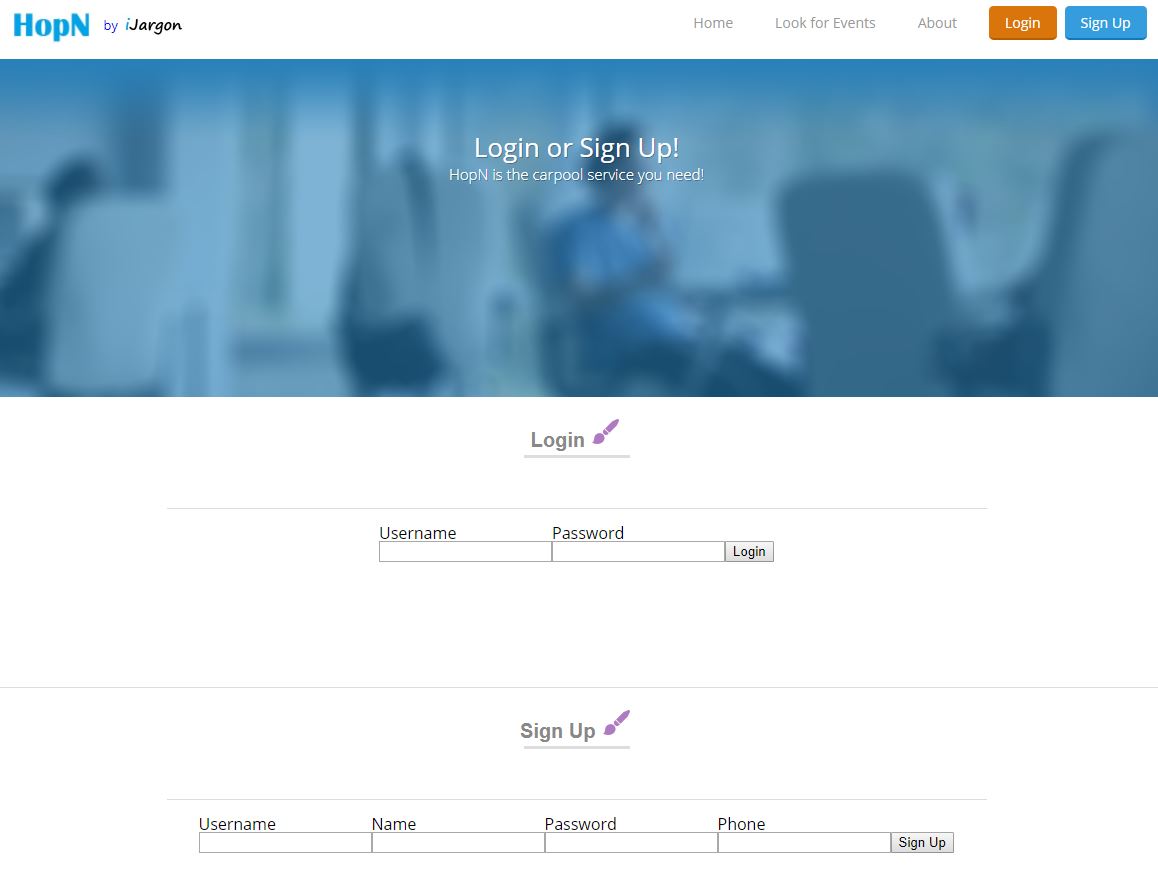 HopN by iJargon
Home Look for Events About Login Sign Up
Login or Sign Up!
HopN is the carpool service you need!
Login
Username Password
Login
Sign Up
Username Name Password Phone
Sign Up